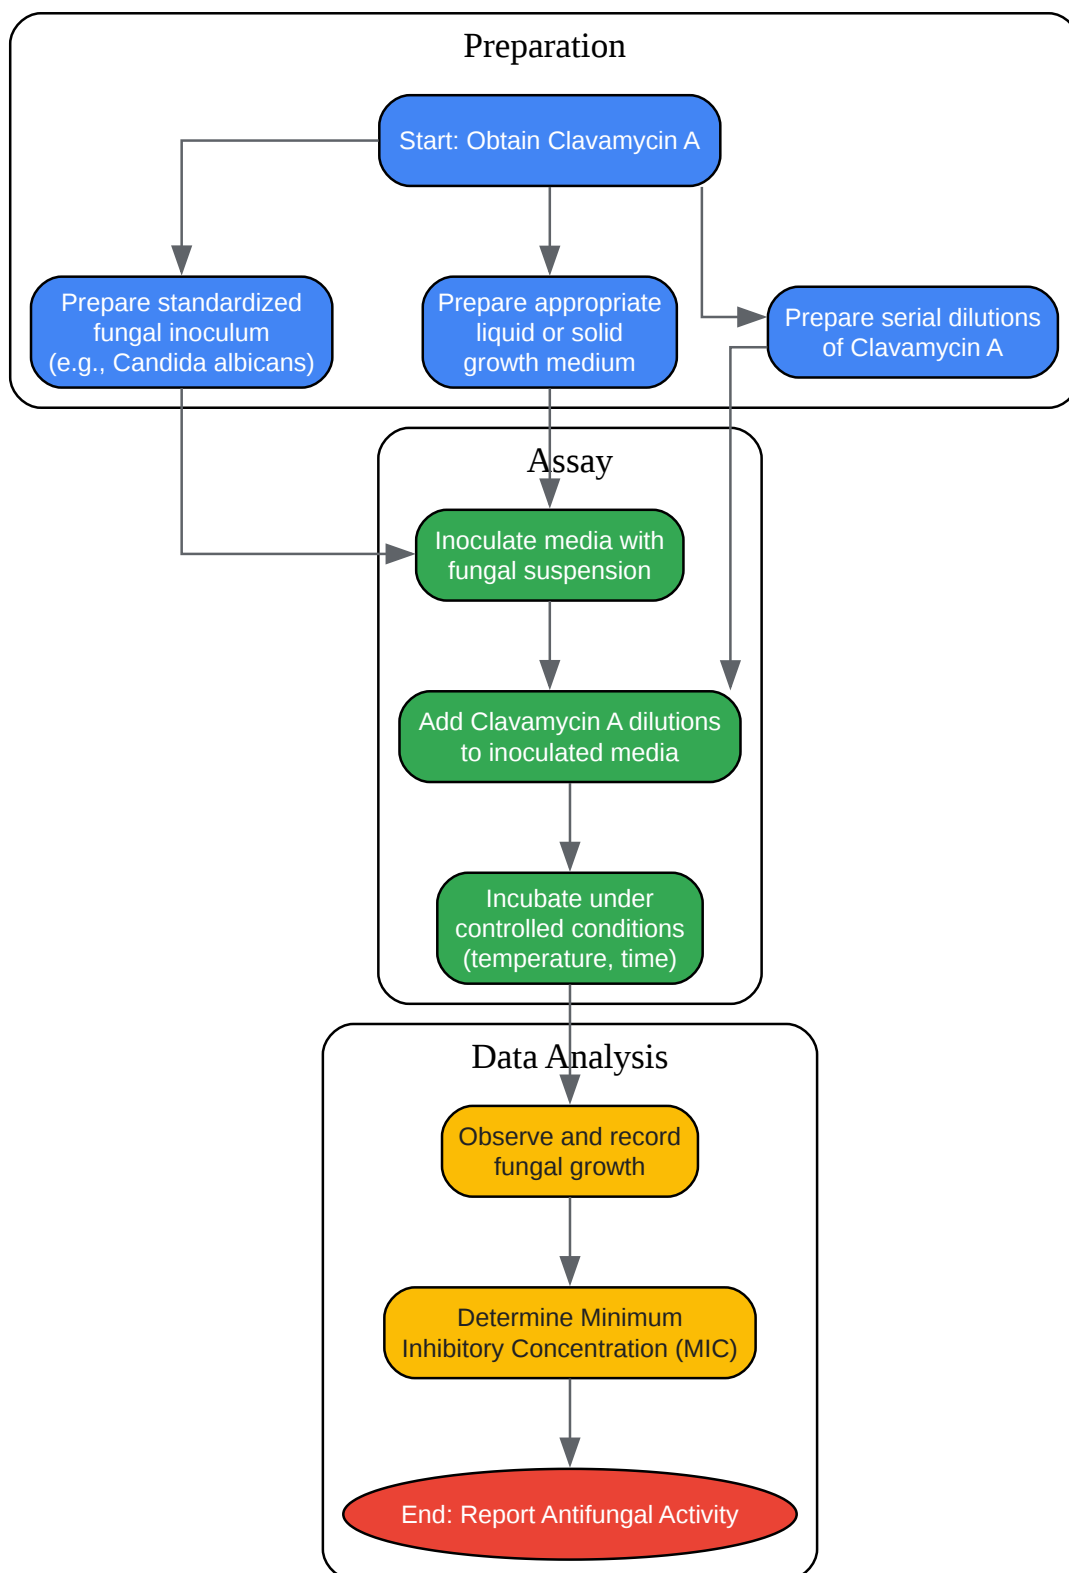 Preparation
Start: Obtain Clavamycin A
Prepare standardized
fungal inoculum
(e.g., Candida albicans)
Prepare appropriate
liquid or solid
growth medium
Prepare serial dilutions
of Clavamycin A
Assay
Inoculate media with
fungal suspension
Add Clavamycin A dilutions
to inoculated media
Incubate under
controlled conditions
(temperature, time)
Data Analysis
Observe and record
fungal growth
Determine Minimum
Inhibitory Concentration (MIC)
End: Report Antifungal Activity